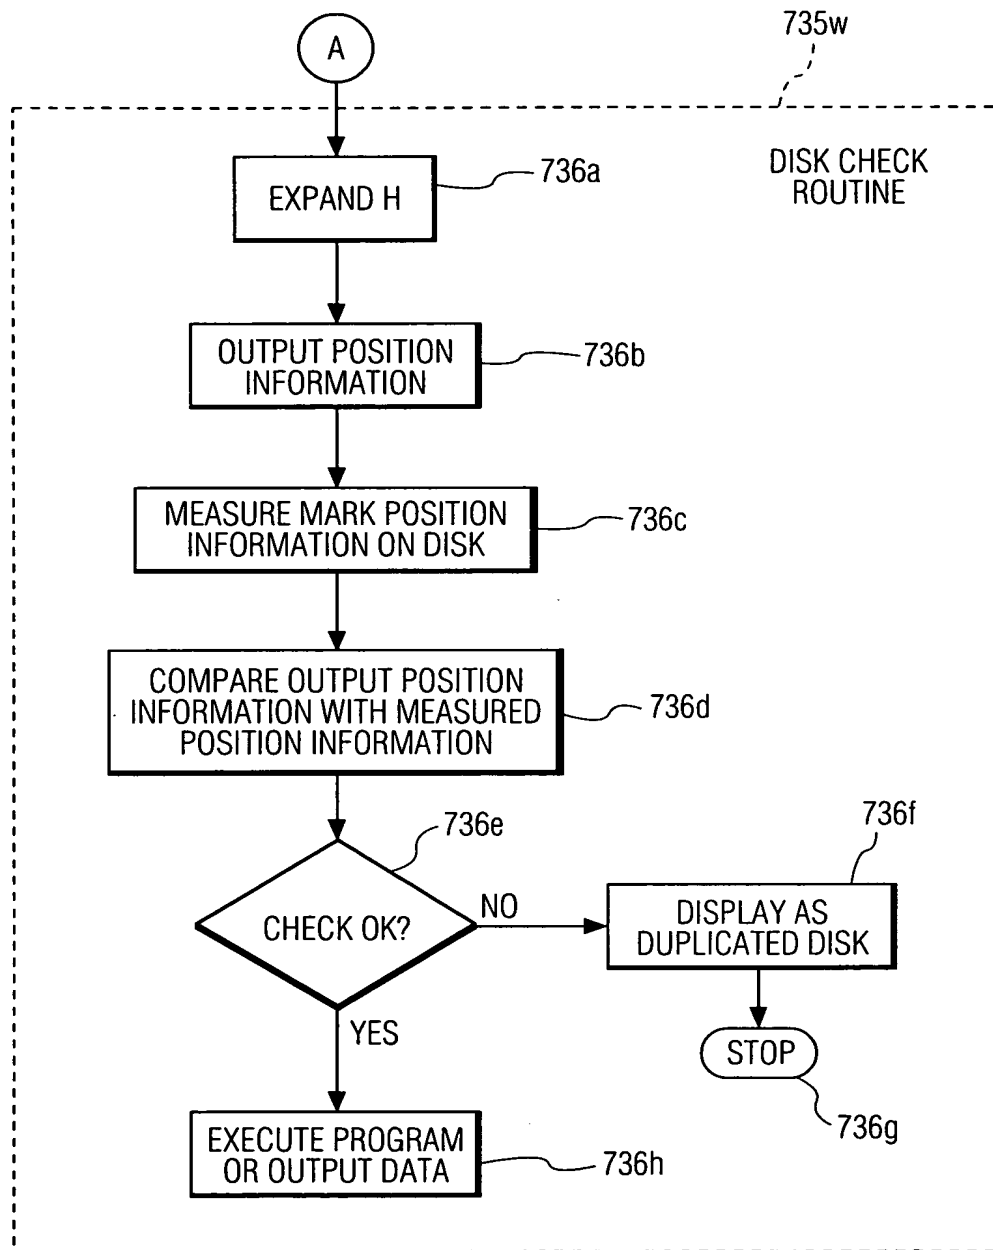 735w
A
DISK CHECK
ROUTINE
736a
EXPAND H
OUTPUT POSITION
INFORMATION
736b
MEASURE MARK POSITION
INFORMATION ON DISK
736c
COMPARE OUTPUT POSITION
INFORMATION WITH MEASURED
POSITION INFORMATION
736d
736e
CHECK OK?
NO
YES
736f
DISPLAY AS
DUPLICATED DISK
STOP
736g
EXECUTE PROGRAM
OR OUTPUT DATA
736h